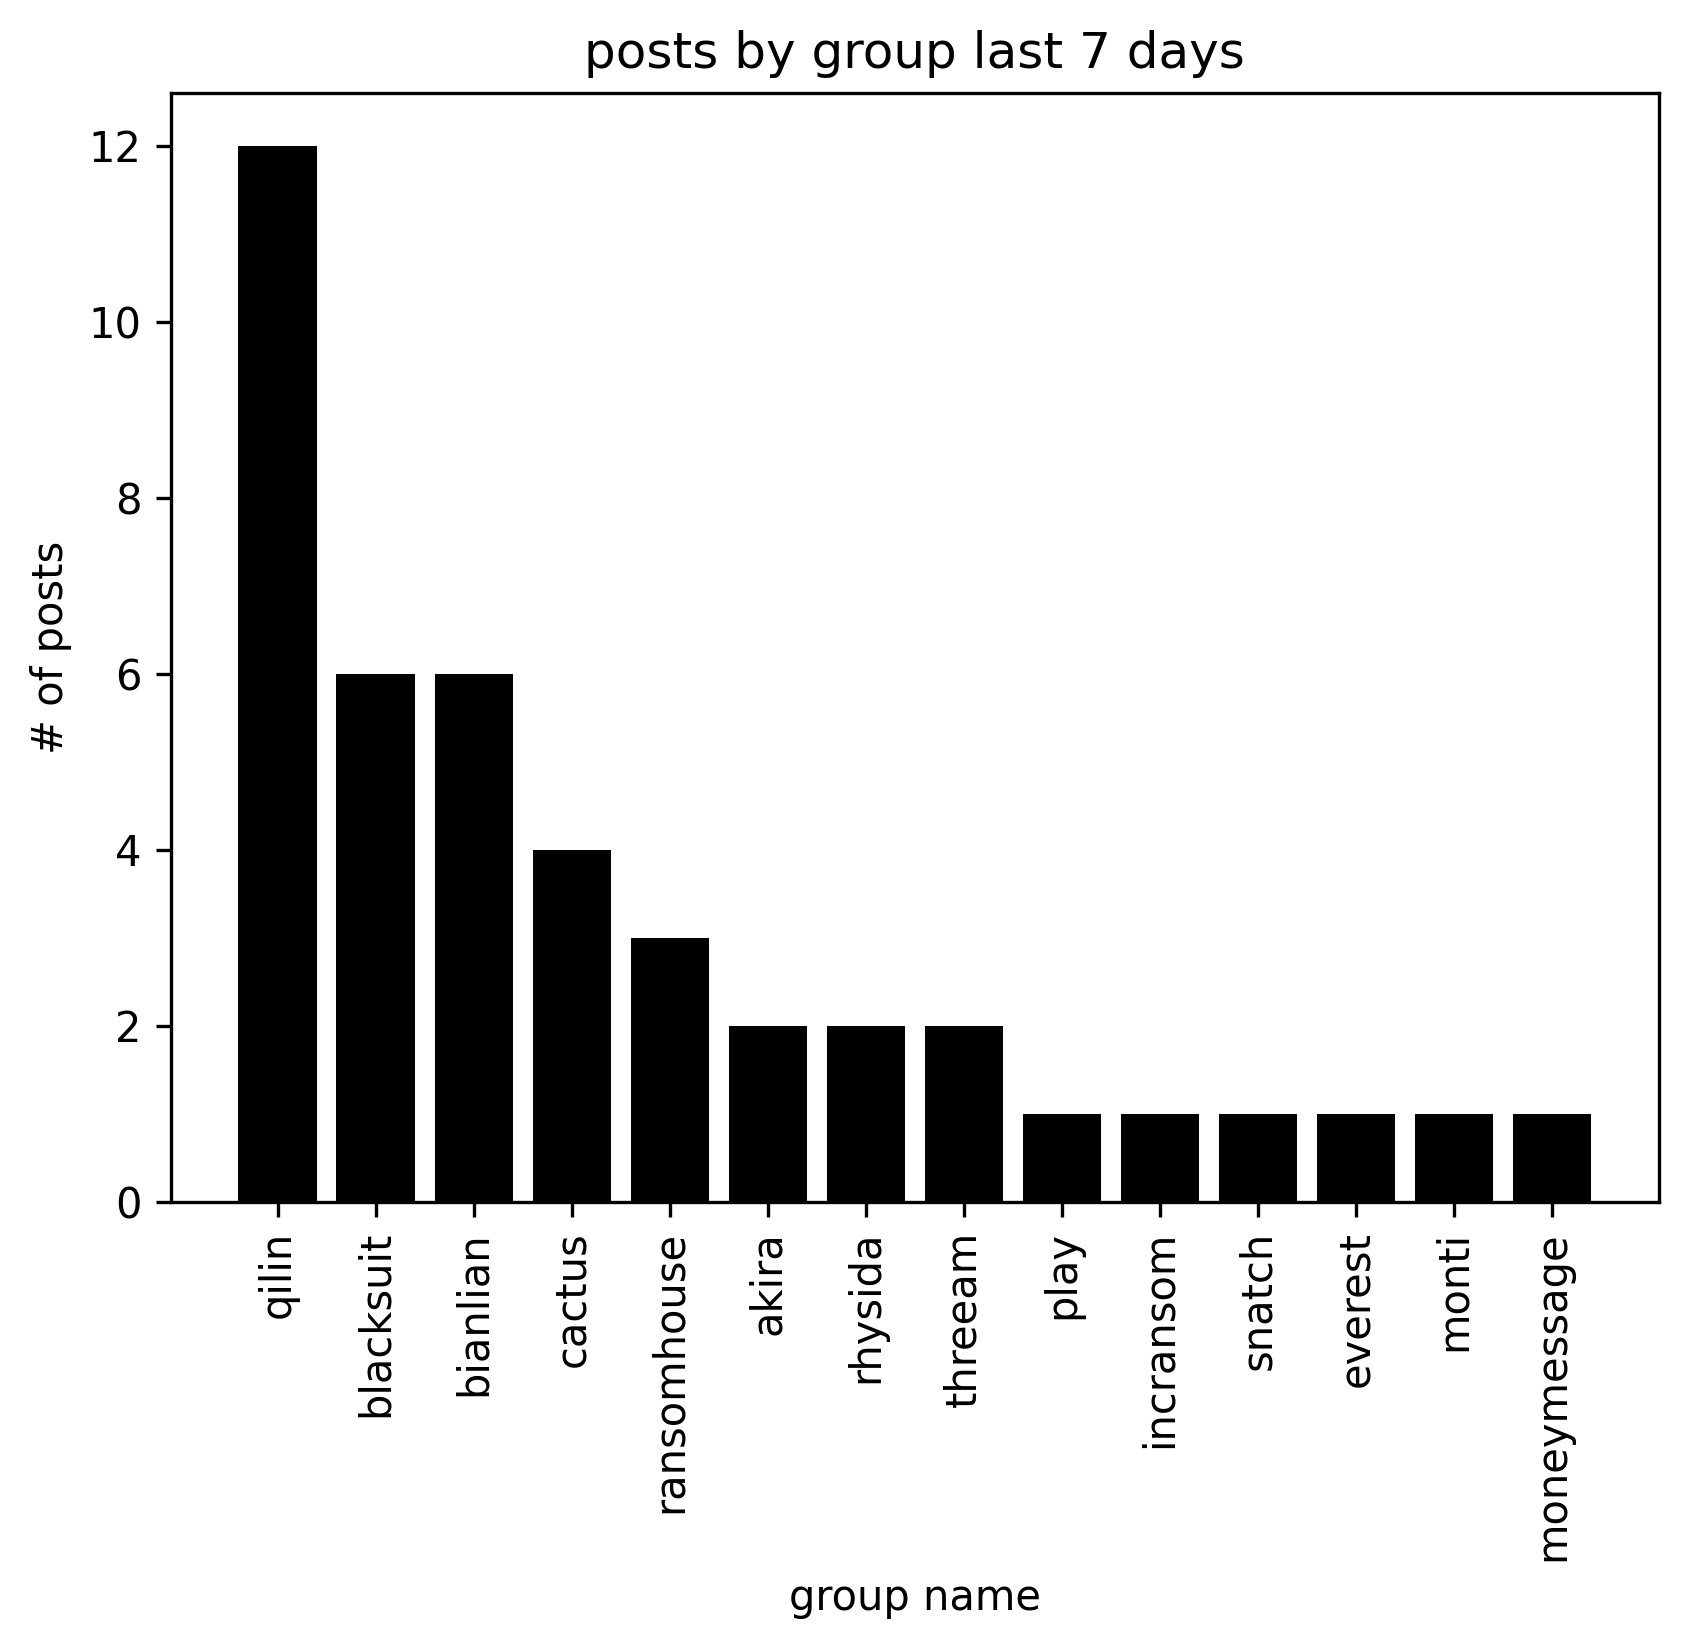 posts by group last 7 days
# of posts
12
10
8
6
4
2
0
qilin
blacksuit
bianlian
cactus
ransomhouse
akira
rhysida
threeam
play
incransom
snatch
everest
monti
moneymessage
group name